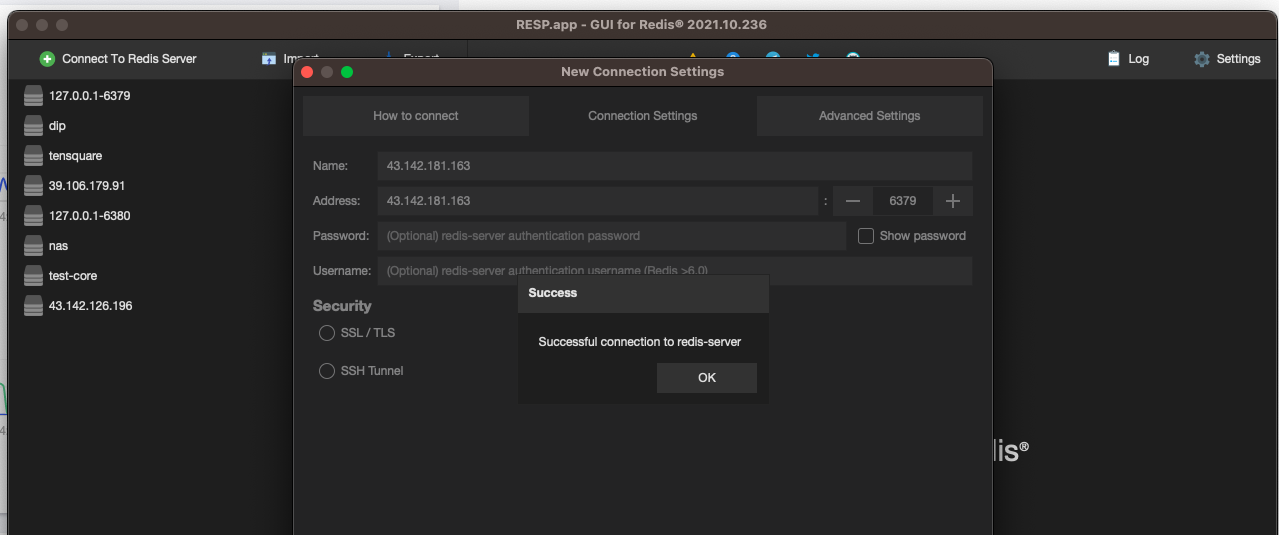 RESP.app - GUI for Redis® 2021.10.236
Connect To Redis Server
Import
Export
Log
Settings
New Connection Settings
127.0.0.1-6379
dip
tensquare
39.106.179.91
127.0.0.1-6380
nas
test-core
43.142.126.196
How to connect
Connection Settings
Advanced Settings
Name: 43.142.181.163
Address: 43.142.181.163 : 6379
Password: (Optional) redis-server authentication password Show password
Username: (Optional) redis-server authentication username (Redis >6.0)
Security
SSL / TLS
SSH Tunnel
Success
Successful connection to redis-server
OK
lis®